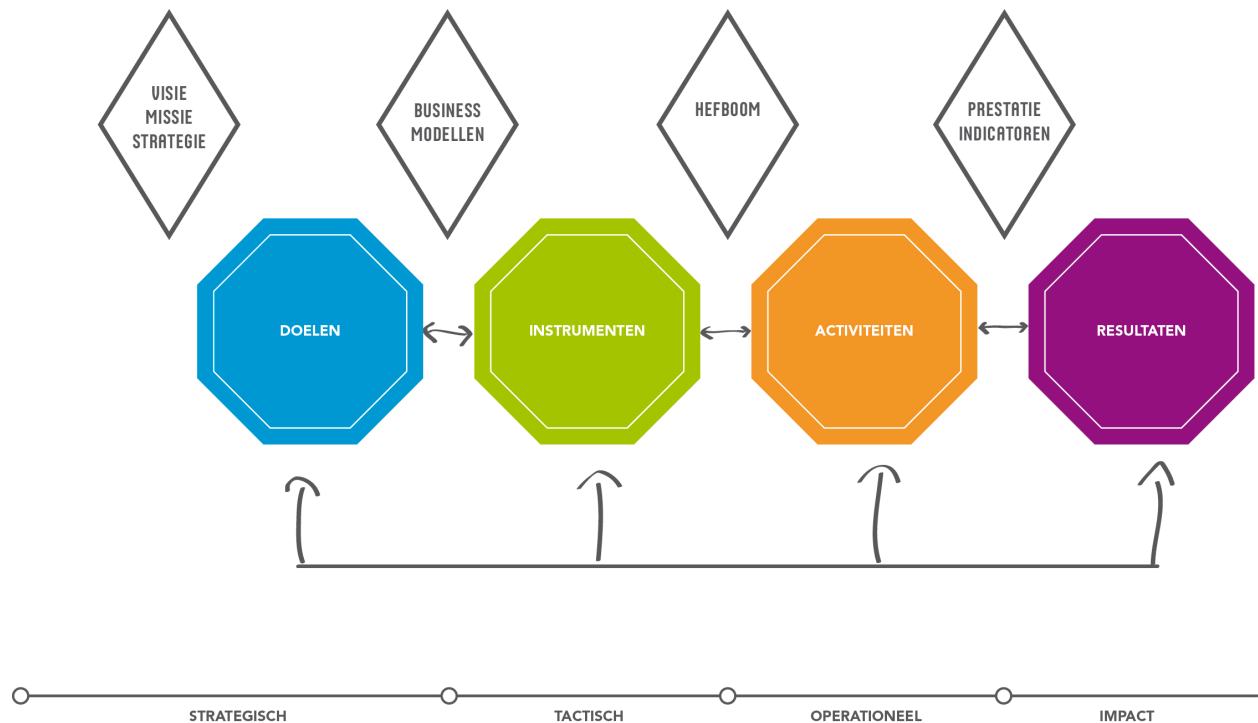 VISIE
MISSIE
STRATEGIE
BUSINESS
MODELLEN
HEFBOOM
PRESTATIE
INDICATOREN
DOELEN
INSTRUMENTEN
ACTIVITEITEN
RESULTATEN
STRATEGISCH
TACTISCH
OPERATIONEEL
IMPACT